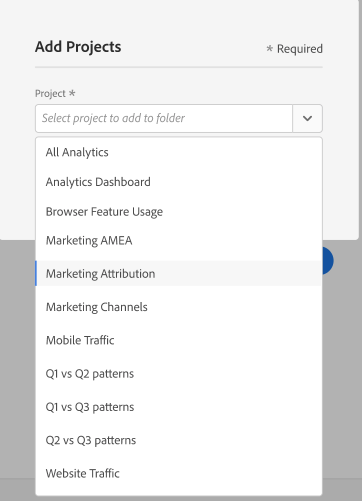 Add Projects
* Required
Project *
Select project to add to folder
All Analytics
Analytics Dashboard
Browser Feature Usage
Marketing AMEA
Marketing Attribution
Marketing Channels
Mobile Traffic
Q1 vs Q2 patterns
Q1 vs Q3 patterns
Q2 vs Q3 patterns
Website Traffic